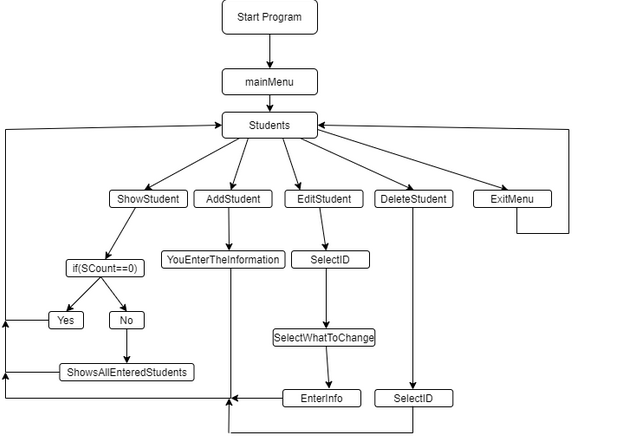 Start Program
mainMenu
Students
ShowStudent
AddStudent
EditStudent
DeleteStudent
ExitMenu
if(SCount==0)
YouEnterTheInformation
SelectID
Yes
No
SelectWhatToChange
ShowsAllEnteredStudents
EnterInfo
SelectID